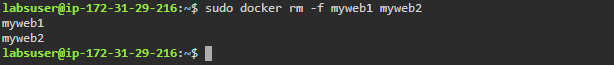 labsuser@ip-172-31-29-216:~$ sudo docker rm -f myweb1 myweb2
myweb1
myweb2
labsuser@ip-172-31-29-216:~$